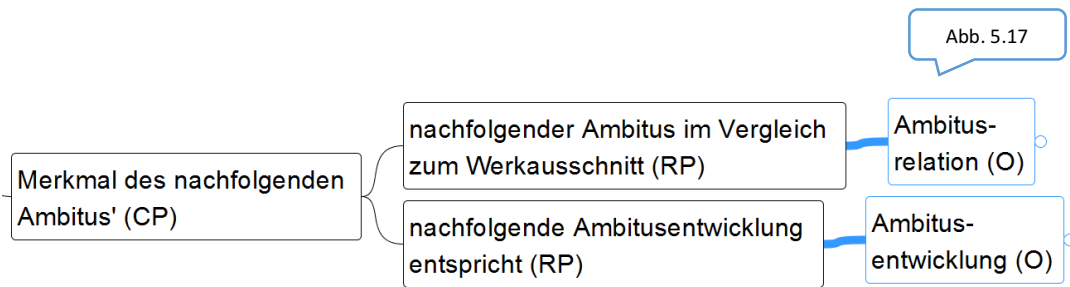 Abb. 5.17
nachfolgender Ambitus im Vergleich
zum Werkausschnitt (RP)
Ambitus-
relation (O)
Merkmal des nachfolgenden
Ambitus' (CP)
nachfolgende Ambitusentwicklung
entspricht (RP)
Ambitus-
entwicklung (O)